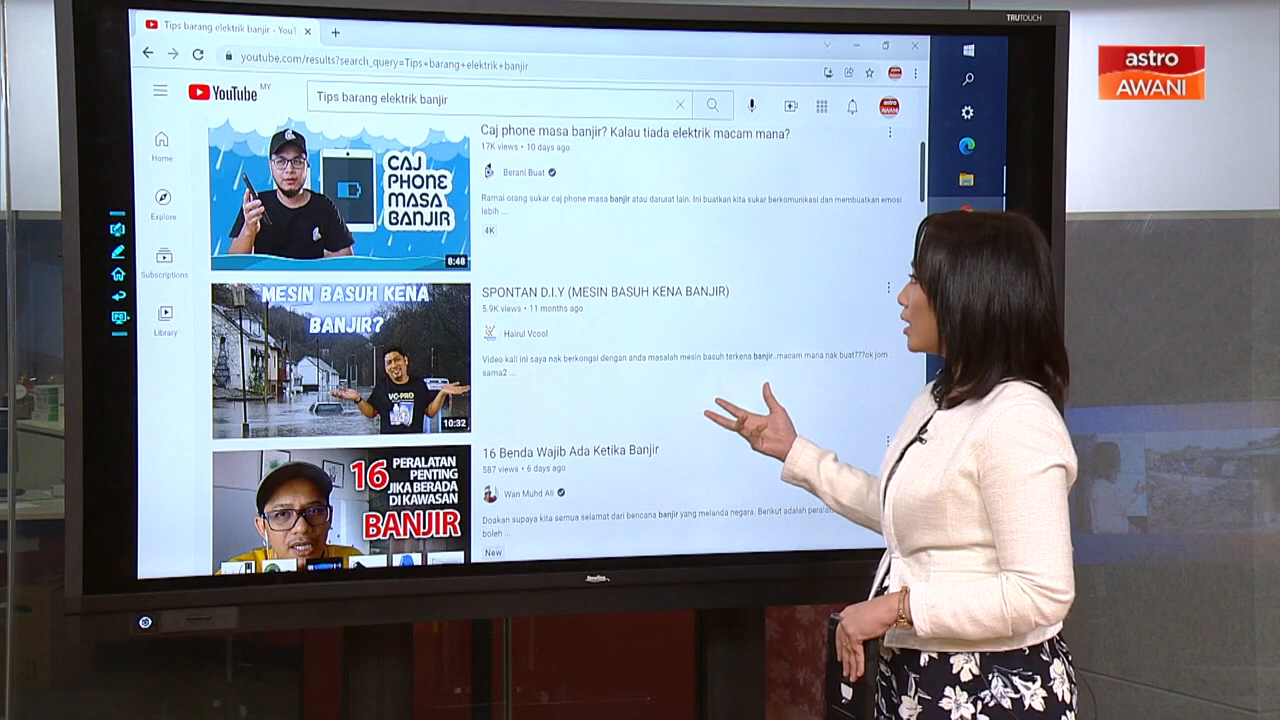 TRUTOUCH
Tips barang elektrik banjir - YouT
youtube.com/results?search_query=Tips+barang+elektrik+banjir
YouTube MY
Tips barang elektrik banjir
astro
AWANI
astro
AWANI
Home
Explore
Subscriptions
Library
CAJ
PHONE
MASA
BANJIR
8:48
Caj phone masa banjir? Kalau tiada elektrik macam mana?
17K views • 10 days ago
Berani Buat
Ramai orang sukar caj phone masa banjir atau darurat lain. Ini buatkan kita sukar berkomunikasi dan membuatkan emosi
lebih ...
4K
MESIN BASUH KENA
BANJIR?
VC-PRO
10:32
SPONTAN D.I.Y (MESIN BASUH KENA BANJIR)
5.9K views • 11 months ago
Hairul Vcool
Video kali ini saya nak berkongsi dengan anda masalah mesin basuh terkena banjir..macam mana nak buat???ok jom
sama2 ...
16 PERALATAN
PENTING
JIKA BERADA
DI KAWASAN
BANJIR
16 Benda Wajib Ada Ketika Banjir
587 views • 6 days ago
Wan Muhd Ali
Doakan supaya kita semua selamat dari bencana banjir yang melanda negara. Berikut adalah
boleh ...
New
Newline